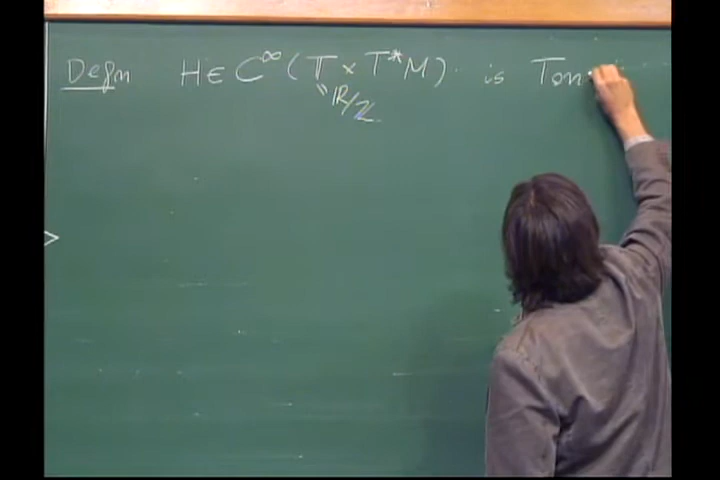 Defn H ∈ C^∞ (𝕋 × T*M) is Ton
" ℝ/ℤ